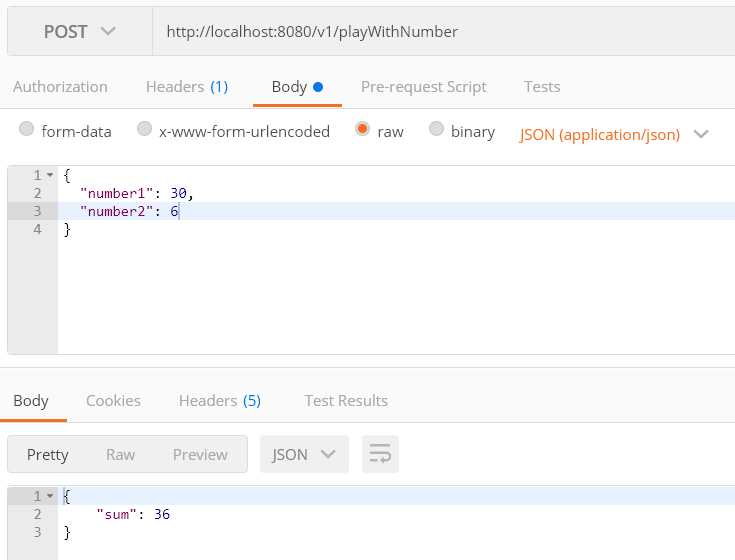 POST http://localhost:8080/v1/playWithNumber
Authorization Headers (1) Body Pre-request Script Tests
form-data x-www-form-urlencoded raw binary JSON (application/json)
1 {
2 "number1": 30,
3 "number2": 6
4 }
Body Cookies Headers (5) Test Results
Pretty Raw Preview JSON
1 {
2 "sum": 36
3 }